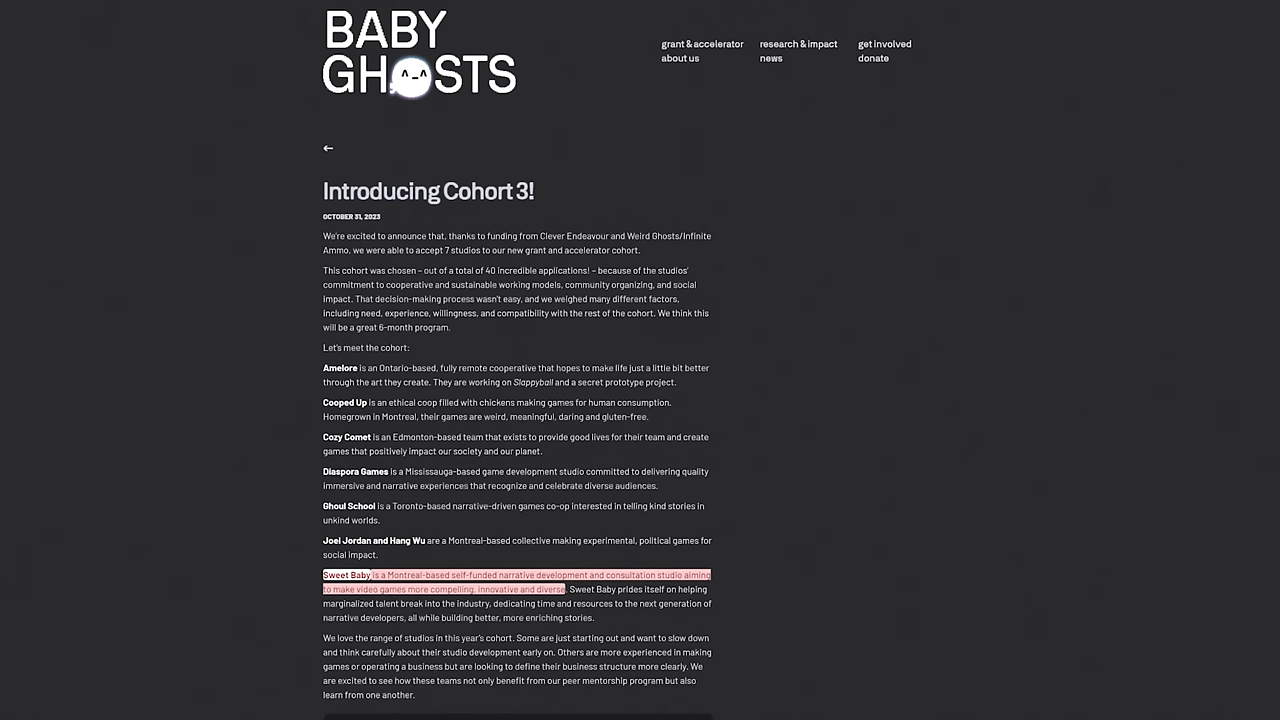 BABY
GHOSTS
grant & accelerator
research & impact
get involved
about us
news
donate
←
Introducing Cohort 3!
OCTOBER 31, 2023
We're excited to announce that, thanks to funding from Clever Endeavour and Weird Ghosts/Infinite
Ammo, we were able to accept 7 studios to our new grant and accelerator cohort.
This cohort was chosen – out of a total of 40 incredible applications! – because of the studios'
commitment to cooperative and sustainable working models, community organizing, and social
impact. That decision-making process wasn't easy, and we weighed many different factors,
including need, experience, willingness, and compatibility with the rest of the cohort. We think this
will be a great 6-month program.
Let's meet the cohort:
Amelore is an Ontario-based, fully remote cooperative that hopes to make life just a little bit better
through the art they create. They are working on Slappyball and a secret prototype project.
Cooped Up is an ethical coop filled with chickens making games for human consumption.
Homegrown in Montreal, their games are weird, meaningful, daring and gluten-free.
Cozy Comet is an Edmonton-based team that exists to provide good lives for their team and create
games that positively impact our society and our planet.
Diaspora Games is a Mississauga-based game development studio committed to delivering quality
immersive and narrative experiences that recognize and celebrate diverse audiences.
Ghoul School is a Toronto-based narrative-driven games co-op interested in telling kind stories in
unkind worlds.
Joel Jordan and Hang Wu are a Montreal-based collective making experimental, political games for
social impact.
Sweet Baby is a Montreal-based self-funded narrative development and consultation studio aiming
to make video games more compelling, innovative and diverse. Sweet Baby prides itself on helping
marginalized talent break into the industry, dedicating time and resources to the next generation of
narrative developers, all while building better, more enriching stories.
We love the range of studios in this year's cohort. Some are just starting out and want to slow down
and think carefully about their studio development early on. Others are more experienced in making
games or operating a business but are looking to define their business structure more clearly. We
are excited to see how these teams not only benefit from our peer mentorship program but also
learn from one another.